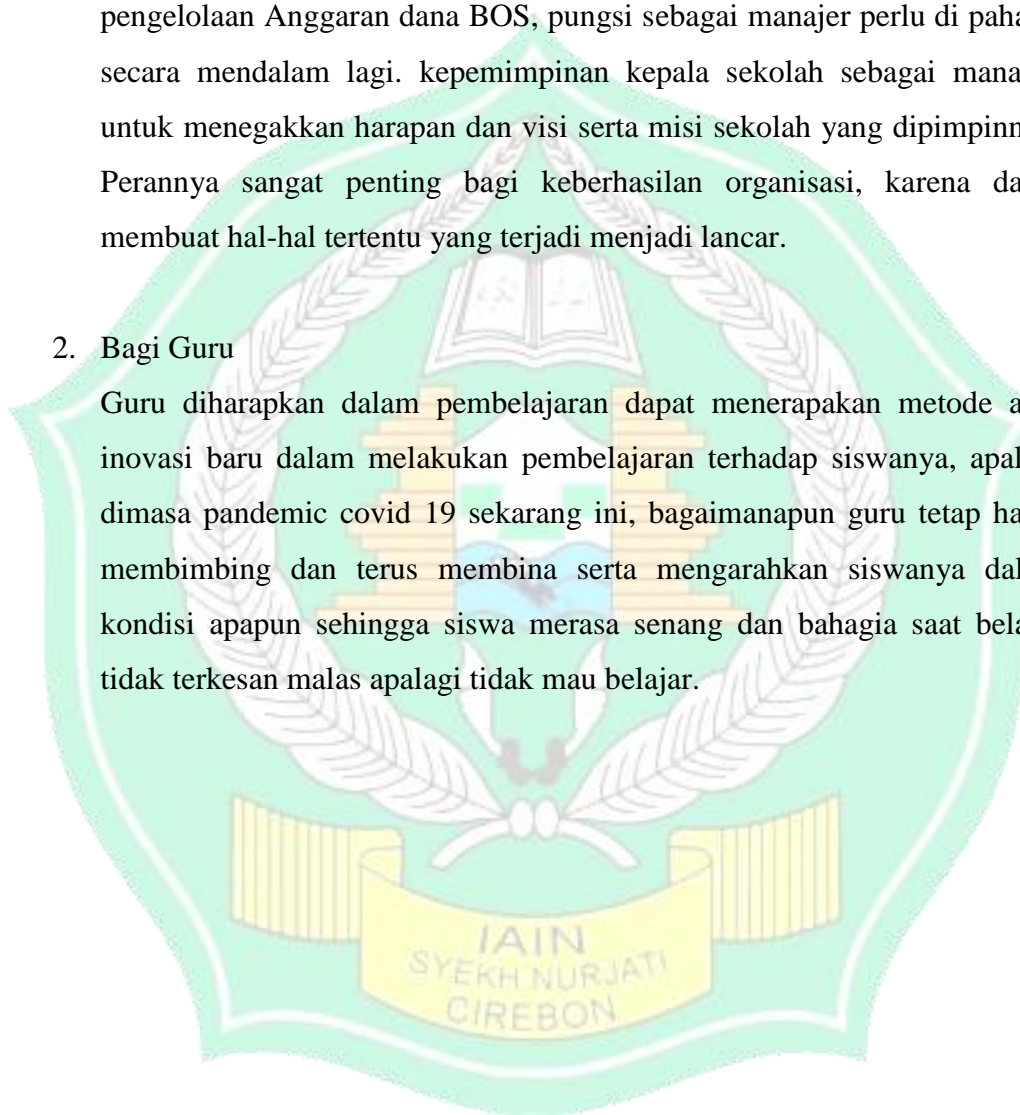 pengelolaan Anggaran dana BOS, pungsi sebagai manajer perlu di paha
secara mendalam lagi. kepemimpinan kepala sekolah sebagai mana
untuk menegakkan harapan dan visi serta misi sekolah yang dipimpinn
Perannya sangat penting bagi keberhasilan organisasi, karena da
membuat hal-hal tertentu yang terjadi menjadi lancar.
2. Bagi Guru
Guru diharapkan dalam pembelajaran dapat menerapakan metode a
inovasi baru dalam melakukan pembelajaran terhadap siswanya, apal
dimasa pandemic covid 19 sekarang ini, bagaimanapun guru tetap ha
membimbing dan terus membina serta mengarahkan siswanya dal
kondisi apapun sehingga siswa merasa senang dan bahagia saat bela
tidak terkesan malas apalagi tidak mau belajar.
IAIN
SYEKH NURJATI
CIREBON